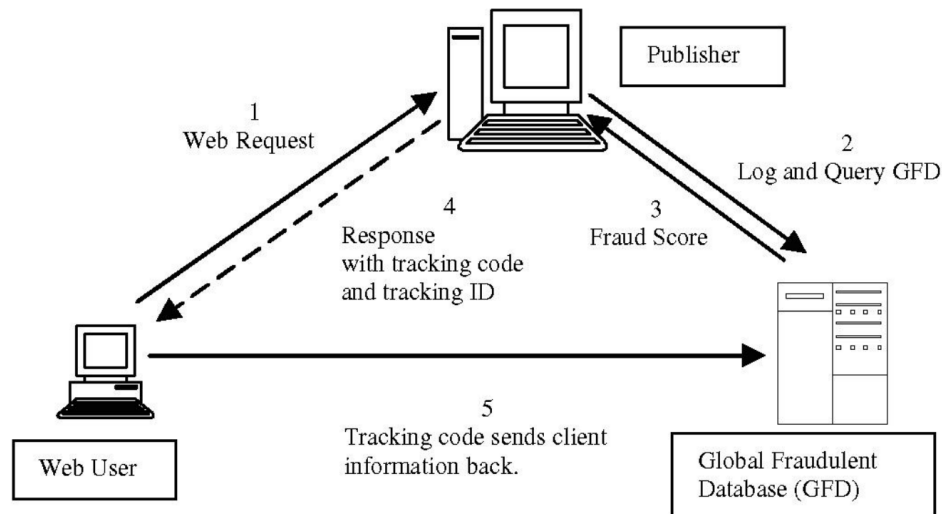 Publisher
1
Web Request
2
Log and Query GFD
3
Fraud Score
4
Response
with tracking code
and tracking ID
5
Tracking code sends client
information back.
Web User
Global Fraudulent
Database (GFD)